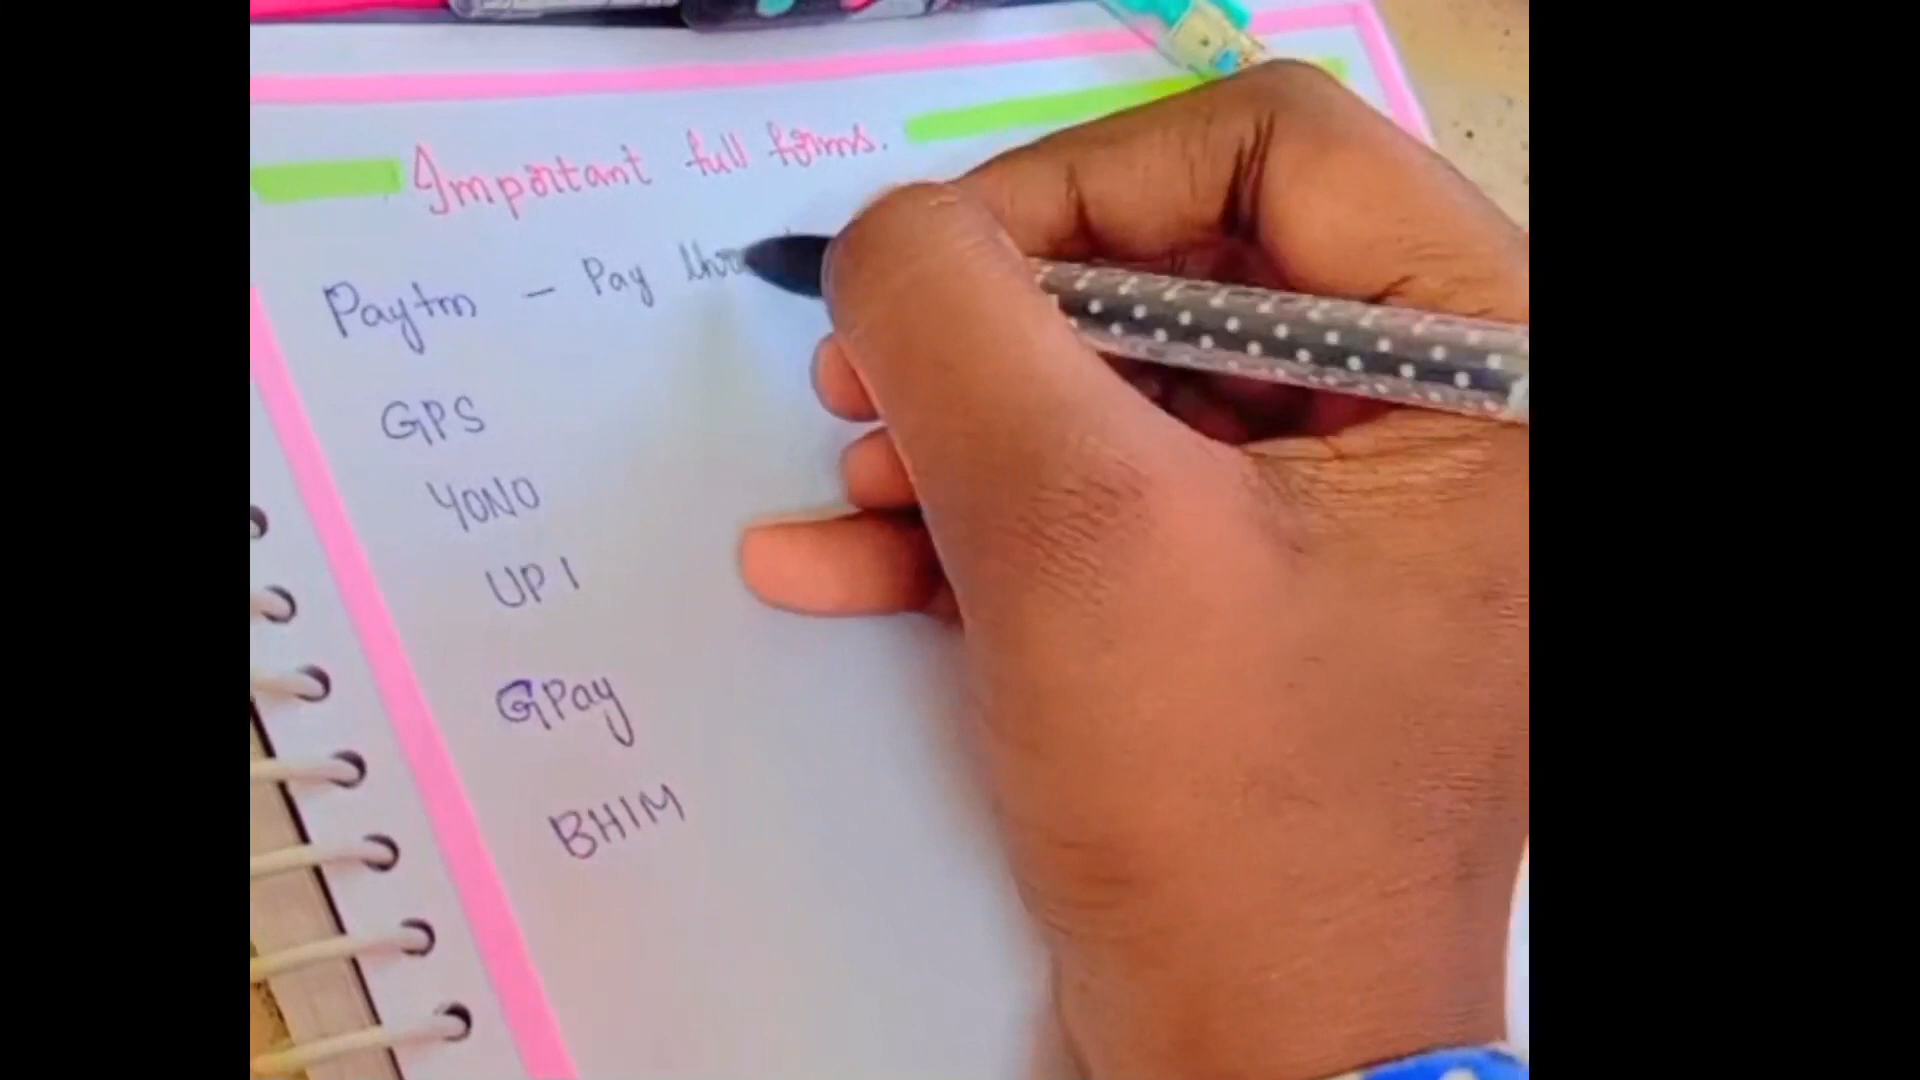 Important full forms.
Paytm - Pay
GPS
YONO
UPI
GPay
BHIM